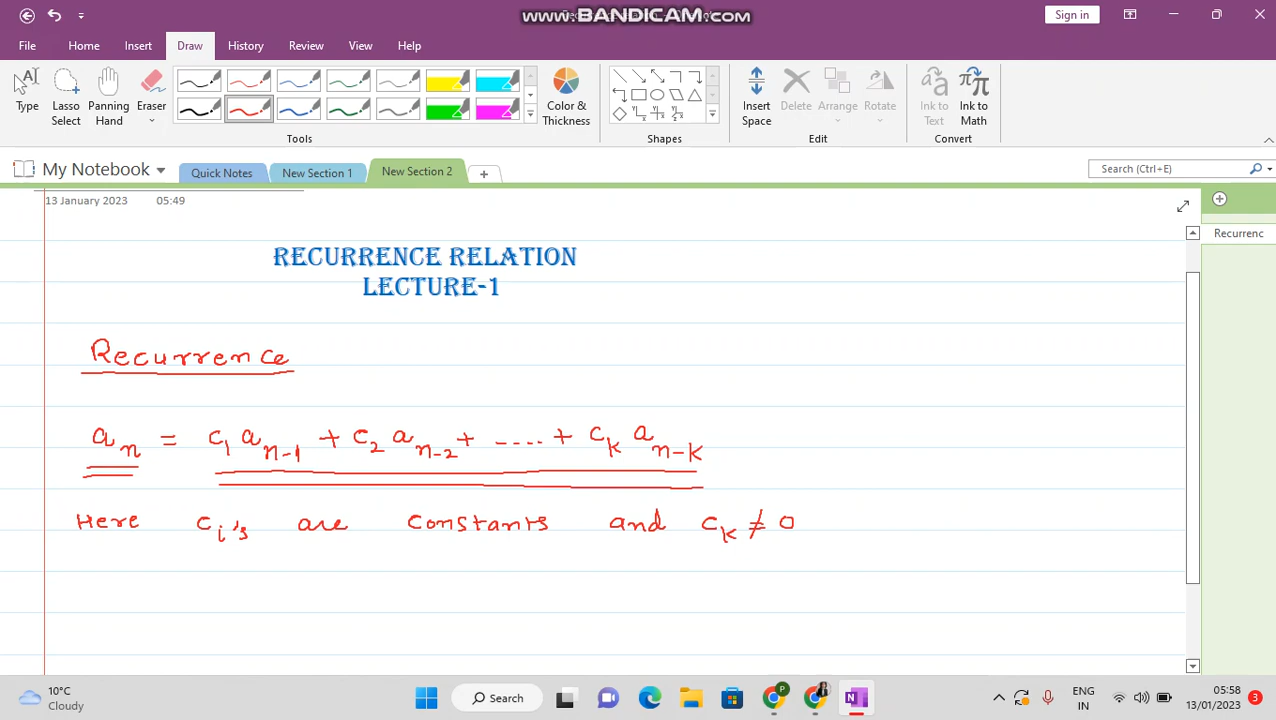 www.BANDICAM.com
Sign in
File Home Insert Draw History Review View Help
Type Lasso Select Panning Hand Eraser Color & Thickness Insert Space Delete Arrange Rotate Ink to Text Ink to Math
Tools Shapes Edit Convert
My Notebook Quick Notes New Section 1 New Section 2 + Search (Ctrl+E)
13 January 2023 05:49
Recurrenc
RECURRENCE RELATION
LECTURE-1
Recurrence
aₙ = c₁ aₙ₋₁ + c₂ aₙ₋₂ + .... + cₖ aₙ₋ₖ
Here cᵢ's are constants and cₖ ≠ 0
10°C
Cloudy
Search
ENG
IN
05:58
13/01/2023
3